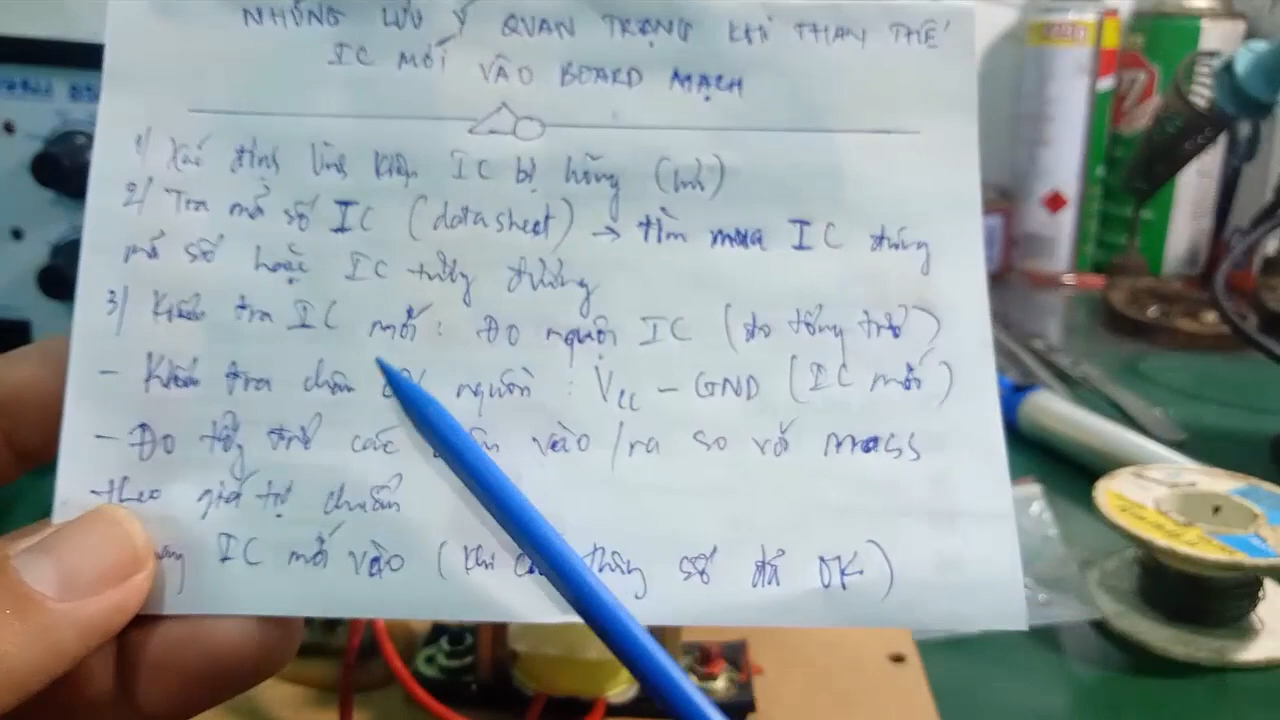 NHỮNG LƯU Ý QUAN TRỌNG KHI THAY THẾ
IC MỚI VÀO BOARD MẠCH
1/ Xác định linh kiện IC bị hỏng (hư)
2/ Tra mã số IC (datasheet) → tìm mua IC đúng
mã số hoặc IC tương đương
3/ Kiểm tra IC mới: Đo nguội IC (đo tổng trở)
- Kiểm tra chân nguồn: Vcc - GND (IC mới)
- Đo tổng trở các vào/ra so với mass
theo giá trị chuẩn
IC mới vào (khi thông số đã OK)